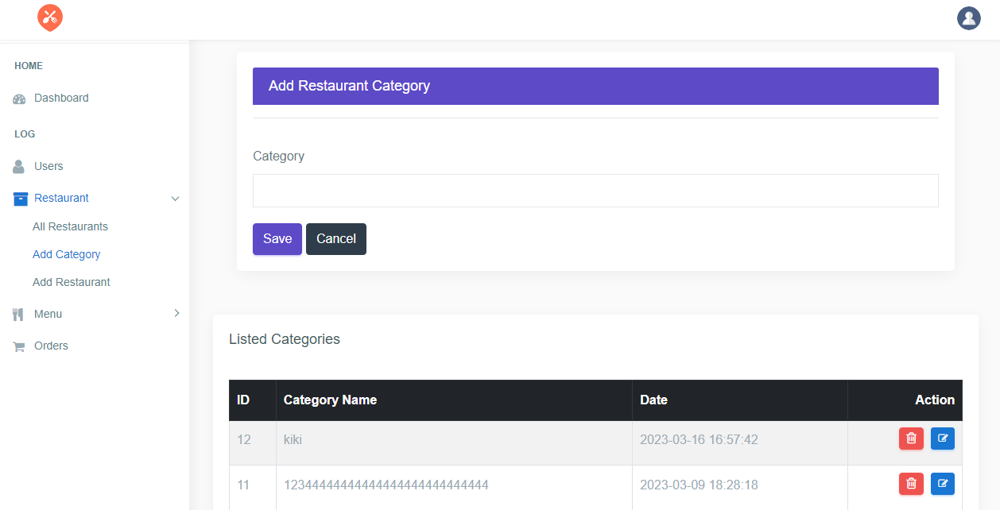 HOME
Dashboard
LOG
Users
Restaurant
All Restaurants
Add Category
Add Restaurant
Menu
Orders
Add Restaurant Category
Category
Save Cancel
Listed Categories
ID Category Name Date Action
12 kiki 2023-03-16 16:57:42
11 12344444444444444444444444444 2023-03-09 18:28:18